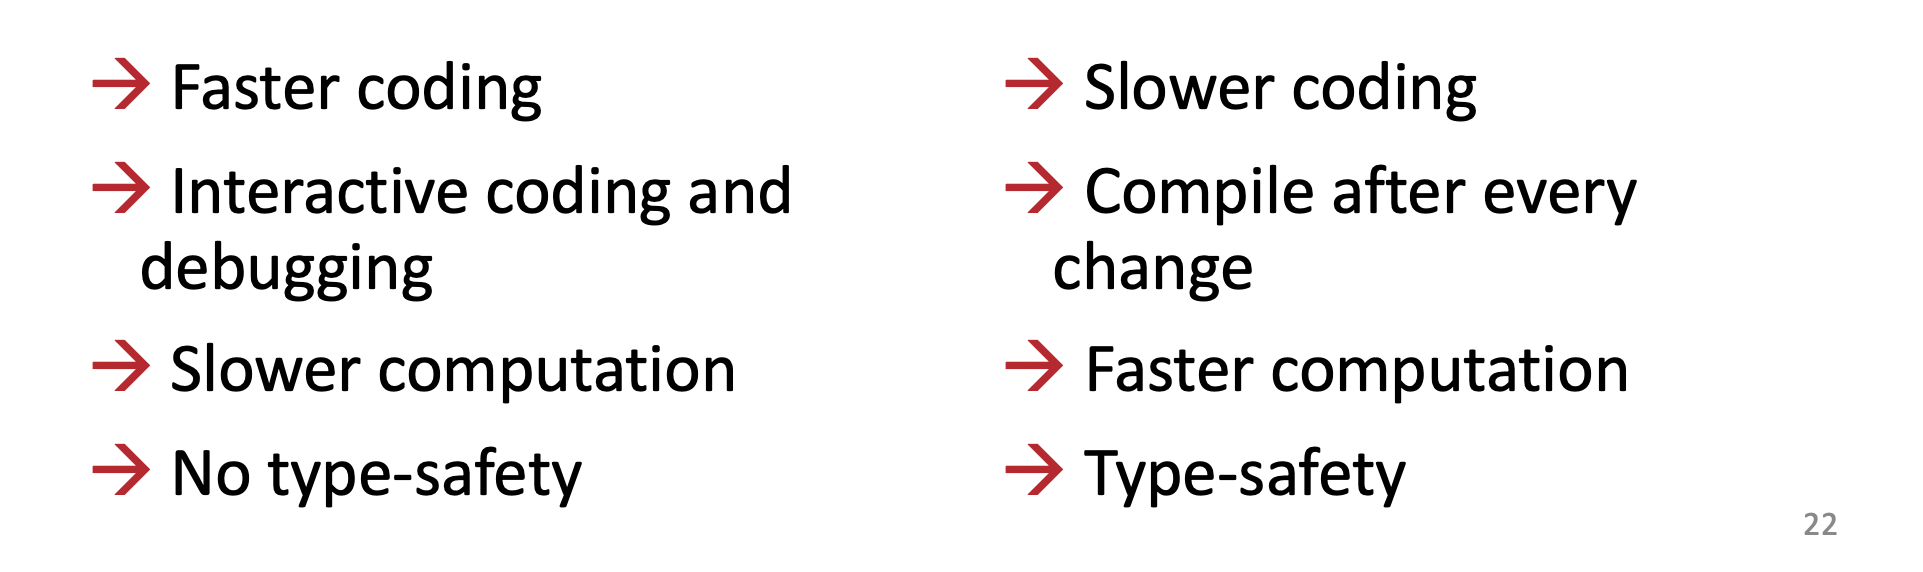 → Faster coding
→ Interactive coding and
debugging
→ Slower computation
→ No type-safety
→ Slower coding
→ Compile after every
change
→ Faster computation
→ Type-safety
22